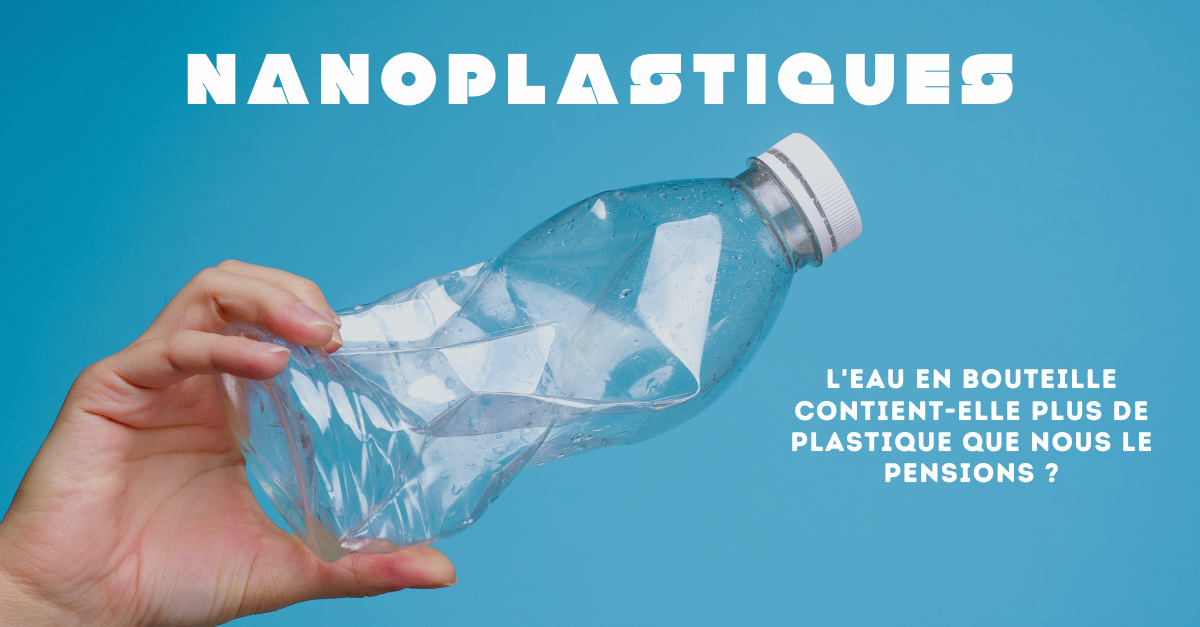 NANOPLASTIQUES
L'EAU EN BOUTEILLE
CONTIENT-ELLE PLUS DE
PLASTIQUE QUE NOUS LE
PENSIONS ?